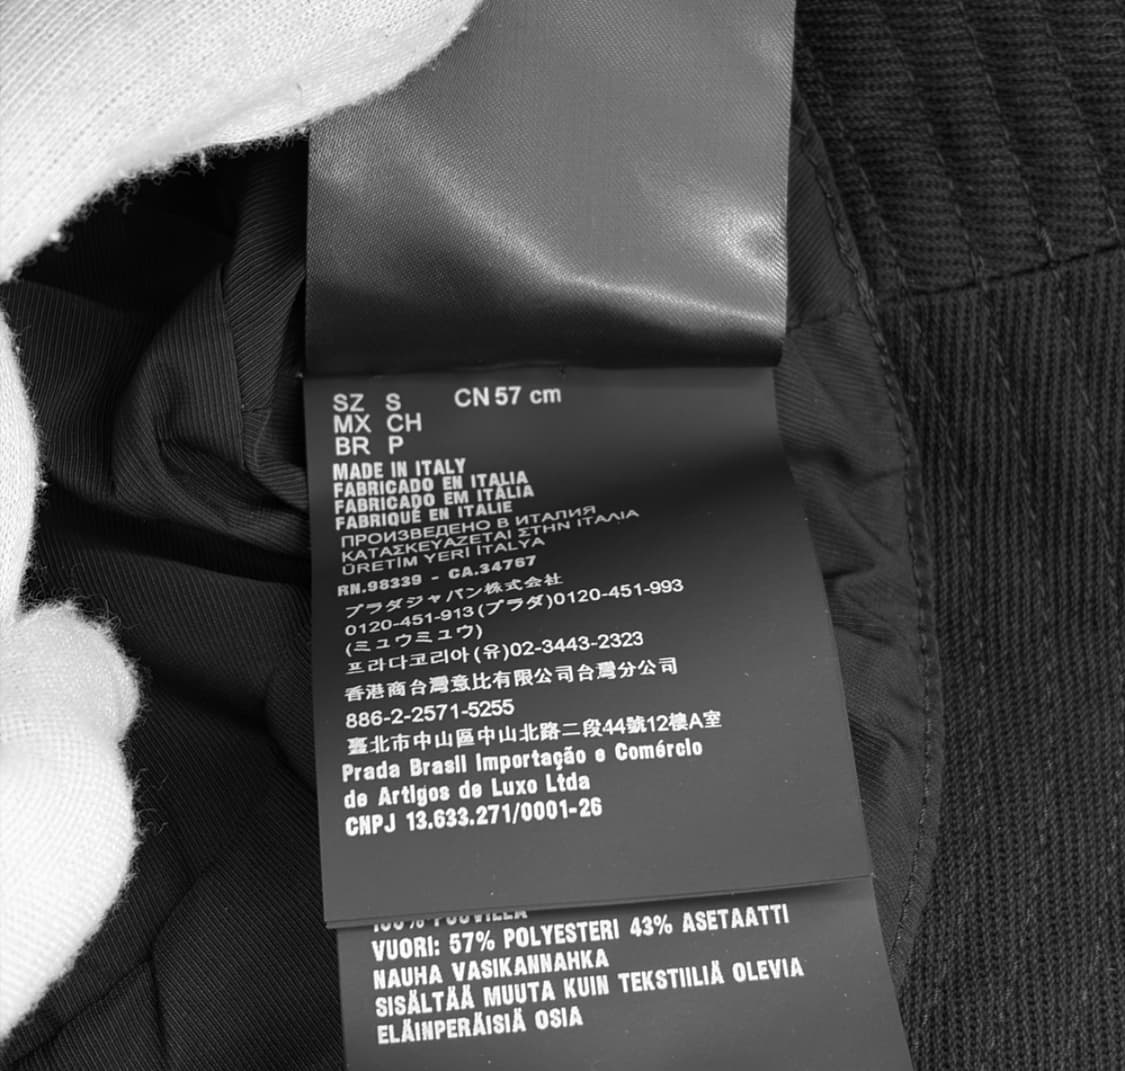 SZ S CN 57 cm
MX CH
BR P
MADE IN ITALY
FABRICADO EN ITALIA
FABRICADO EM ITÁLIA
FABRIQUÉ EN ITALIE
ПРОИЗВЕДЕНО В ИТАЛИЯ
ΚΑΤΑΣΚΕΥΑΖΕΤΑΙ ΣΤΗΝ ΙΤΑΛΙΑ
ÜRETİM YERİ İTALYA
RN.98339 - CA.34767
プラダジャパン株式会社
0120-451-913(プラダ)0120-451-993
(ミュウミュウ)
프라다코리아(유)02-3443-2323
香港商台灣意比有限公司台灣分公司
886-2-2571-5255
臺北市中山區中山北路二段44號12樓A室
Prada Brasil Importação e Comércio
de Artigos de Luxo Ltda
CNPJ 13.633.271/0001-26
100% PUUVILLA
VUORI: 57% POLYESTERI 43% ASETAATTI
NAUHA VASIKANNAHKA
SISÄLTÄÄ MUUTA KUIN TEKSTIILIÄ OLEVIA
ELÄINPERÄISIÄ OSIA